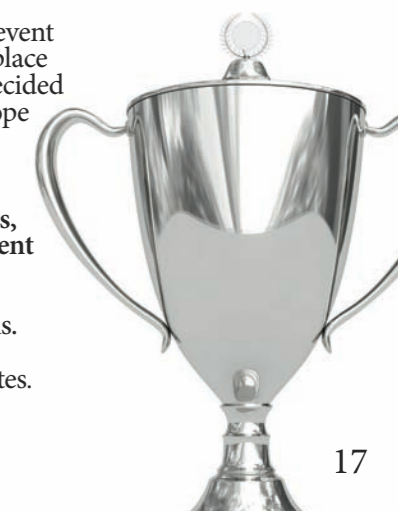 event
place
ecided
ope
s,
ent
s.
tes.
17